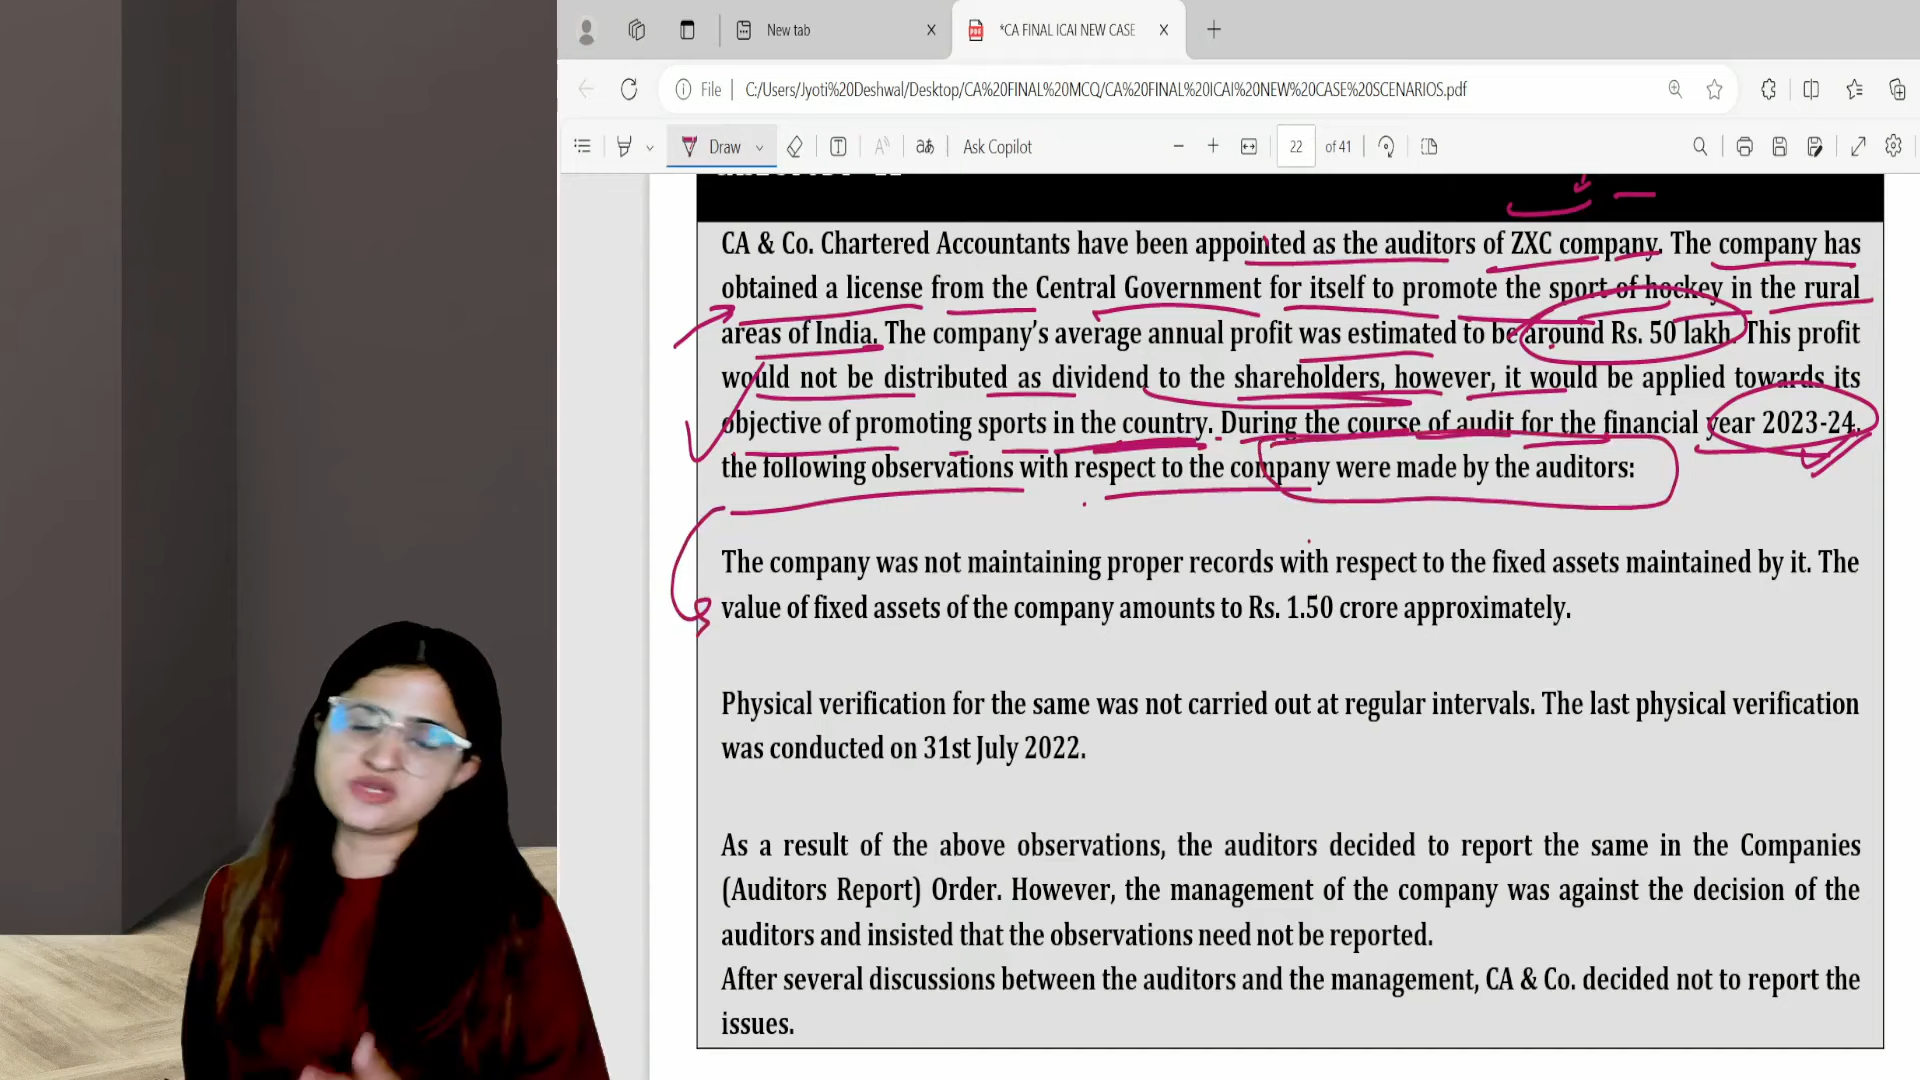 New tab
*CA FINAL ICAI NEW CASE
File
C:/Users/Jyoti%20Deshwal/Desktop/CA%20FINAL%20MCQ/CA%20FINAL%20ICAI%20NEW%20CASE%20SCENARIOS.pdf
Draw
Ask Copilot
22 of 41
CA & Co. Chartered Accountants have been appointed as the auditors of ZXC company. The company has
obtained a license from the Central Government for itself to promote the sport of hockey in the rural
areas of India. The company's average annual profit was estimated to be around Rs. 50 lakh. This profit
would not be distributed as dividend to the shareholders, however, it would be applied towards its
objective of promoting sports in the country. During the course of audit for the financial year 2023-24,
the following observations with respect to the company were made by the auditors:
The company was not maintaining proper records with respect to the fixed assets maintained by it. The
value of fixed assets of the company amounts to Rs. 1.50 crore approximately.
Physical verification for the same was not carried out at regular intervals. The last physical verification
was conducted on 31st July 2022.
As a result of the above observations, the auditors decided to report the same in the Companies
(Auditors Report) Order. However, the management of the company was against the decision of the
auditors and insisted that the observations need not be reported.
After several discussions between the auditors and the management, CA & Co. decided not to report the
issues.